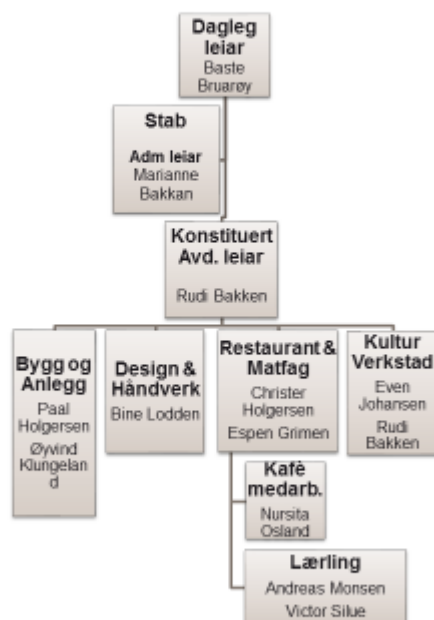 Dagleg
leiar
Baste
Bruarøy
Stab
Adm leiar
Marianne
Bakkan
Konstituert
Avd. leiar
Rudi Bakken
Bygg og
Anlegg
Paal
Holgersen
Øyvind
Klungelan
d
Design &
Håndverk
Bine Lodden
Restaurant &
Matfag
Christer
Holgersen
Espen Grimen
Kultur
Verkstad
Even
Johansen
Rudi
Bakken
Kafè
medarb.
Nursita
Osland
Lærling
Andreas Monsen
Victor Silue